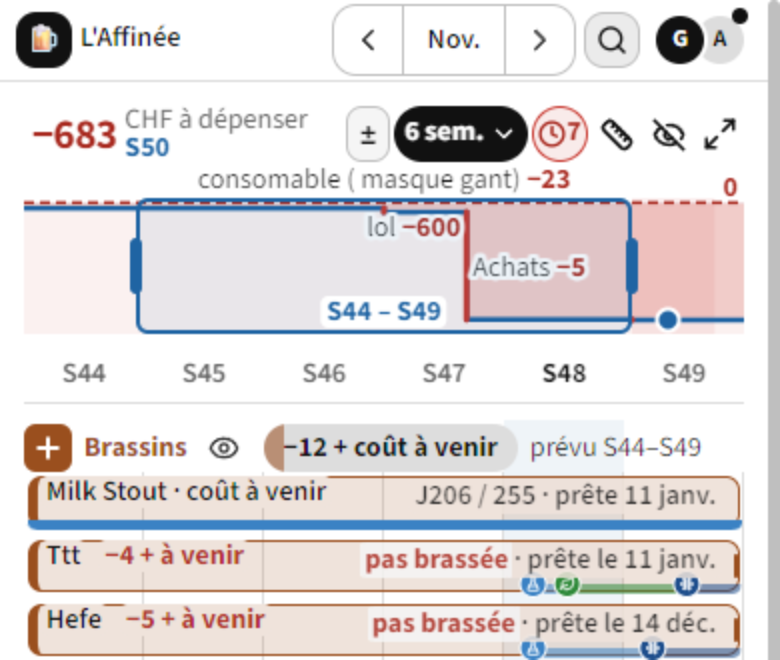 L'Affinée
Nov.
G A
−683 CHF à dépenser
S50
± 6 sem. 7
consomable ( masque gant) −23
0
lol −600
Achats −5
S44 – S49
S44 S45 S46 S47 S48 S49
+ Brassins −12 + coût à venir prévu S44–S49
Milk Stout · coût à venir J206 / 255 · prête 11 janv.
Ttt −4 + à venir pas brassée · prête le 11 janv.
Hefe −5 + à venir pas brassée · prête le 14 déc.